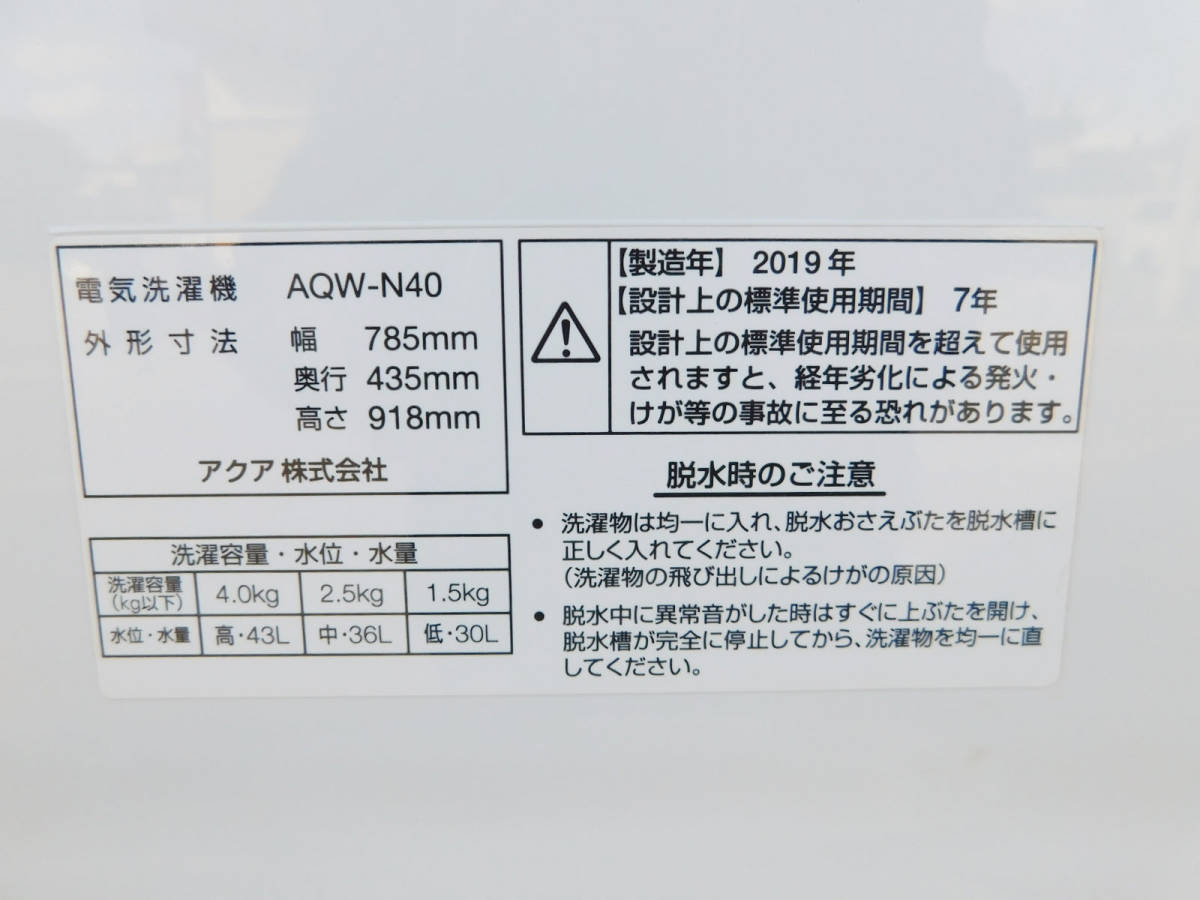 電気洗濯機 AQW-N40
外形寸法 幅 785mm
奥行 435mm
高さ 918mm
アクア株式会社
【製造年】 2019年
【設計上の標準使用期間】 7年
設計上の標準使用期間を超えて使用
されますと、経年劣化による発火・
けが等の事故に至る恐れがあります。
洗濯容量・水位・水量
洗濯容量 (kg以下) 4.0kg 2.5kg 1.5kg
水位・水量 高・43L 中・36L 低・30L
脱水時のご注意
● 洗濯物は均一に入れ、脱水おさえぶたを脱水槽に
正しく入れてください。
(洗濯物の飛び出しによるけがの原因)
● 脱水中に異常音がした時はすぐに上ぶたを開け、
脱水槽が完全に停止してから、洗濯物を均一に直
してください。